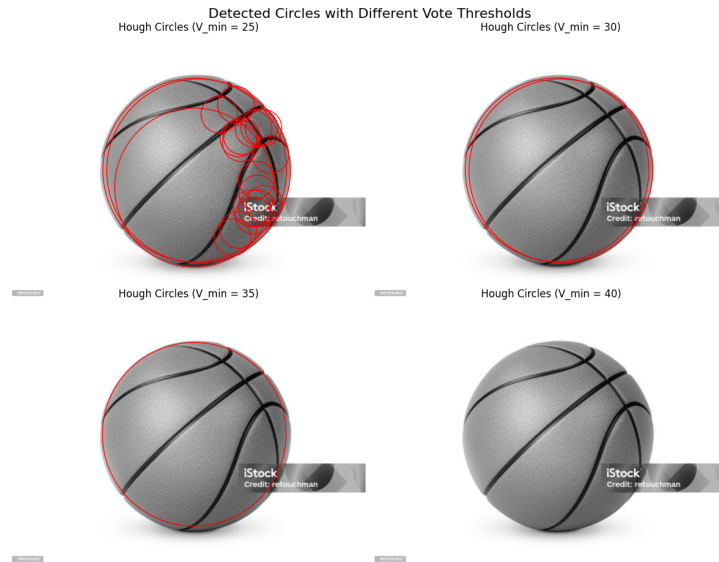 Detected Circles with Different Vote Thresholds
Hough Circles (V_min = 25)
Hough Circles (V_min = 30)
iStock
Credit: retouchman
iStock
Credit: retouchman
Hough Circles (V_min = 35)
Hough Circles (V_min = 40)
iStock
Credit: retouchman
iStock
Credit: retouchman